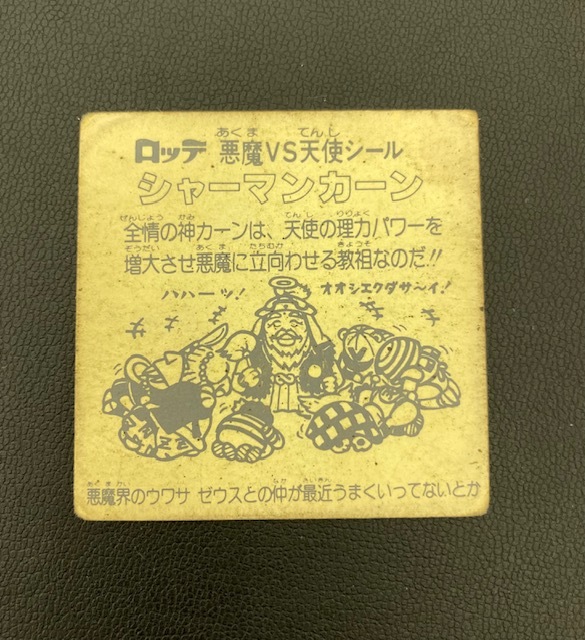 ロッテ 悪魔VS天使シール
あくま てんし
シャーマンカーン
ぜんじょう かみ てんし りりょく
全情の神カーンは、天使の理力パワーを
ぞうだい あくま たちむか きょうそ
増大させ悪魔に立向わせる教祖なのだ!!
ハハーッ! オオシエクダサ〜イ!
あくまかい なか さいきん
悪魔界のウワサ ゼウスとの仲が最近うまくいってないとか